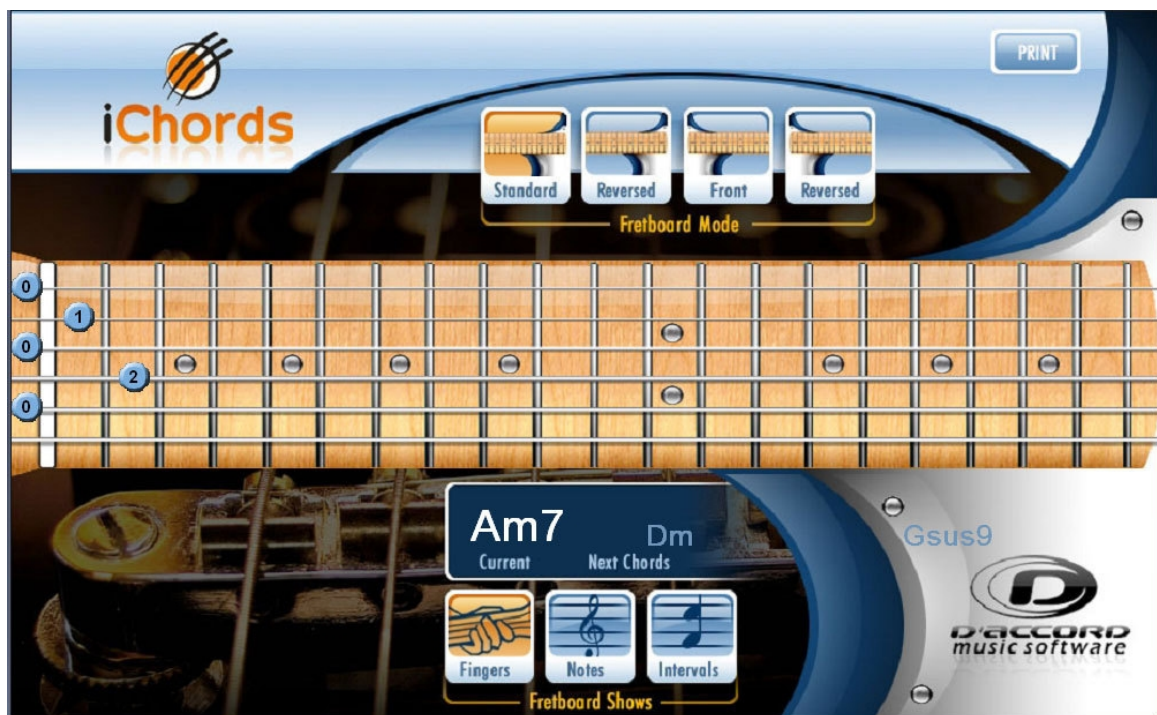 PRINT
iChords
Standard Reversed Front Reversed
Fretboard Mode
0
1
0
2
0
Am7 Dm Gsus9
Current Next Chords
D'ACCORD
music software
Fingers Notes Intervals
Fretboard Shows